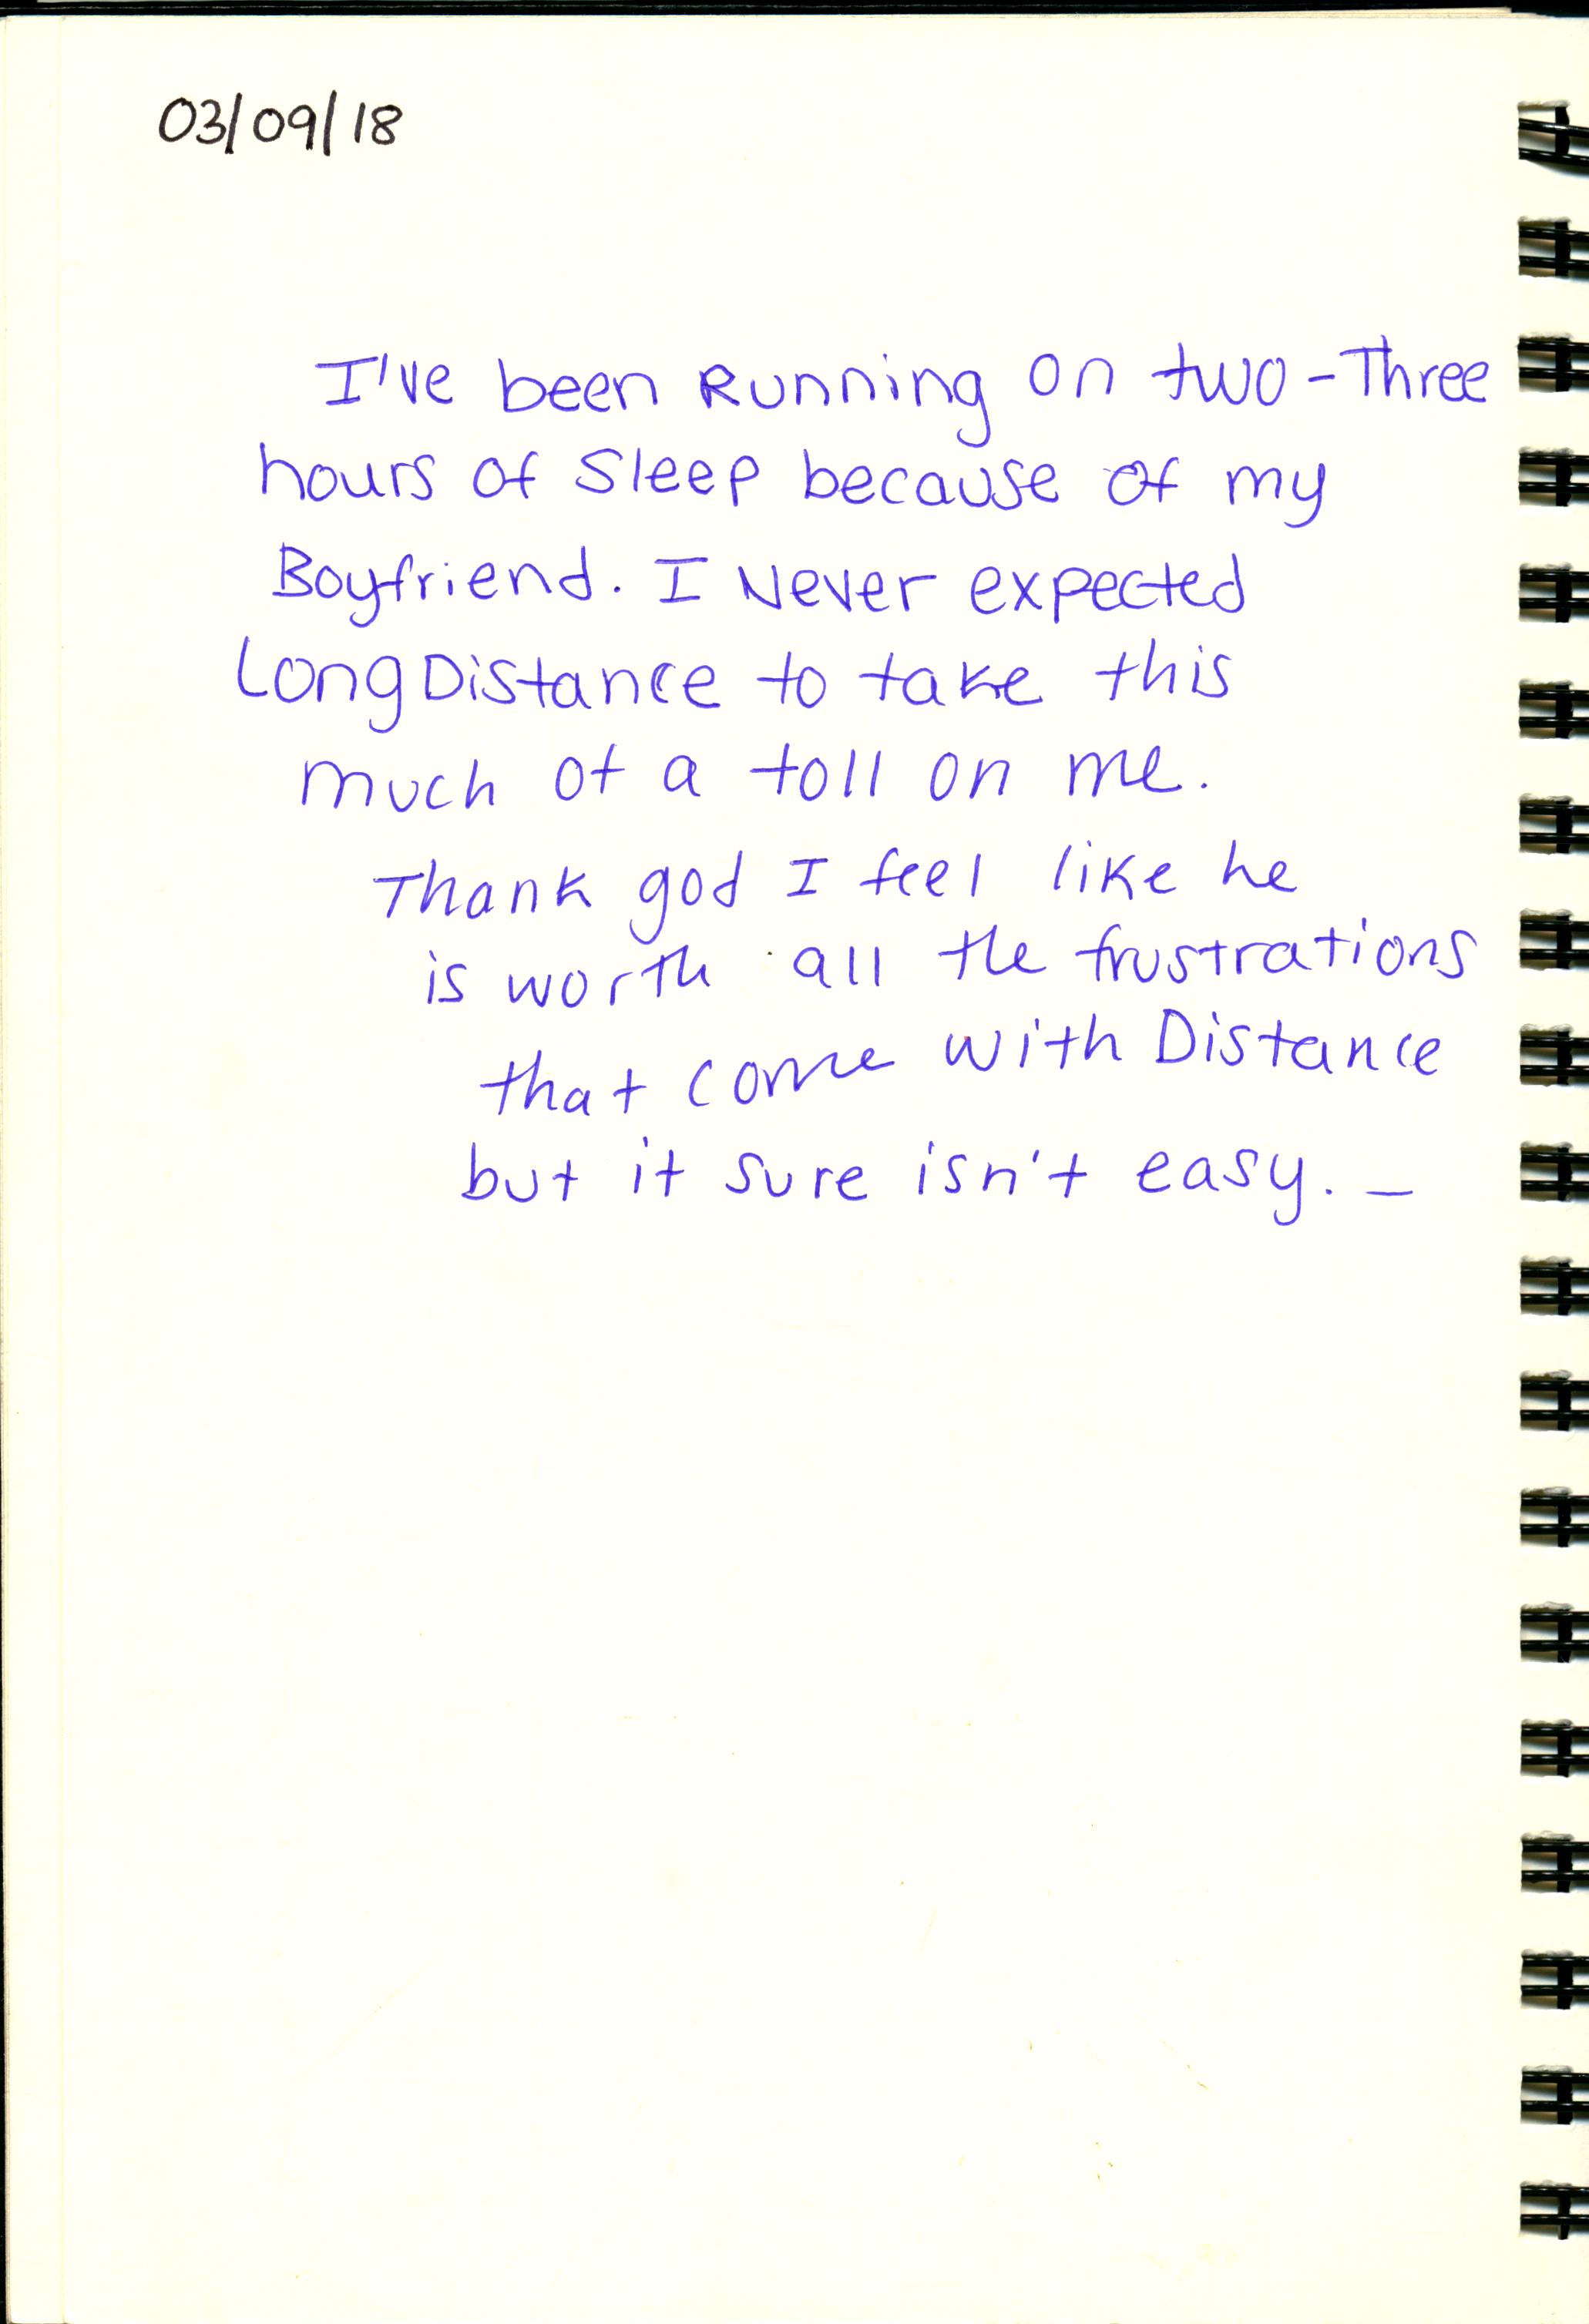 03/09/18
I've been Running on two-Three
hours of Sleep because of my
Boyfriend. I Never expected
Long Distance to take this
much of a toll on me.
Thank god I feel like he
is worth all the frustrations
that come with Distance
but it sure isn't easy. —